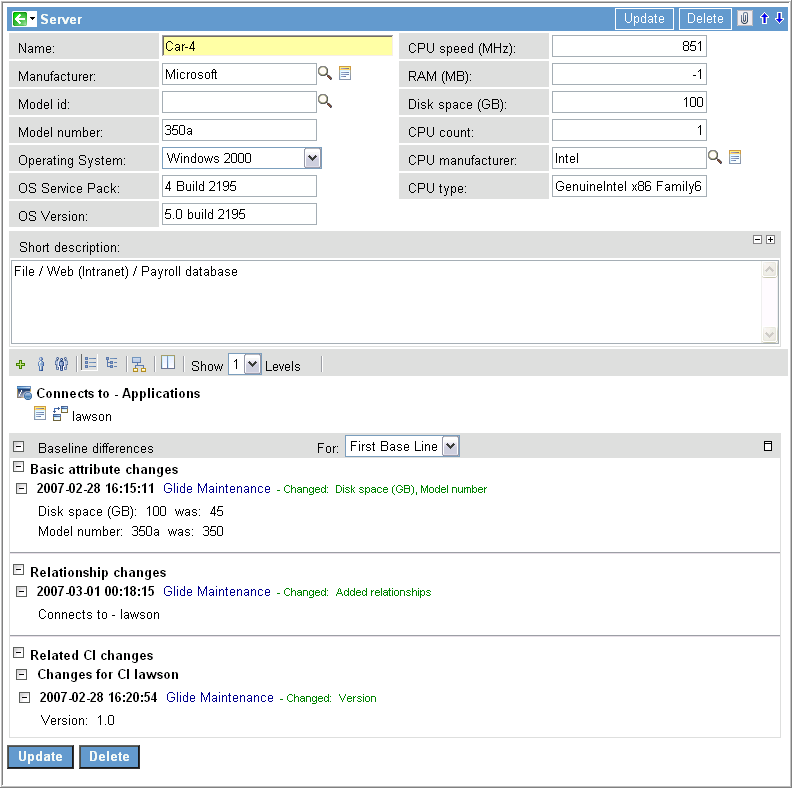 Server Update Delete
Name: Car-4 CPU speed (MHz): 851
Manufacturer: Microsoft RAM (MB): -1
Model id: Disk space (GB): 100
Model number: 350a CPU count: 1
Operating System: Windows 2000 CPU manufacturer: Intel
OS Service Pack: 4 Build 2195 CPU type: GenuineIntel x86 Family6
OS Version: 5.0 build 2195
Short description:
File / Web (Intranet) / Payroll database
Show 1 Levels
Connects to - Applications
lawson
Baseline differences For: First Base Line
Basic attribute changes
2007-02-28 16:15:11 Glide Maintenance - Changed: Disk space (GB), Model number
Disk space (GB): 100 was: 45
Model number: 350a was: 350
Relationship changes
2007-03-01 00:18:15 Glide Maintenance - Changed: Added relationships
Connects to - lawson
Related CI changes
Changes for CI lawson
2007-02-28 16:20:54 Glide Maintenance - Changed: Version
Version: 1.0
Update Delete